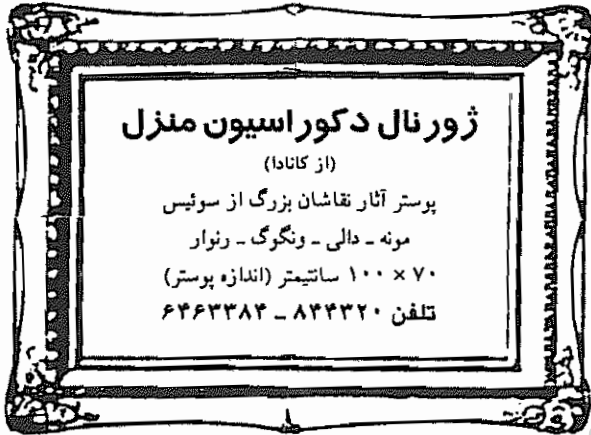 ژورنال دکوراسیون منزل
(از کانادا)
پوستر آثار نقاشان بزرگ از سوئیس
مونه ـ دالی ـ ونگوگ ـ رنوار
۷۰ × ۱۰۰ سانتیمتر (اندازه پوستر)
تلفن ۸۴۴۳۲۰ ـ ۶۴۶۳۳۸۴